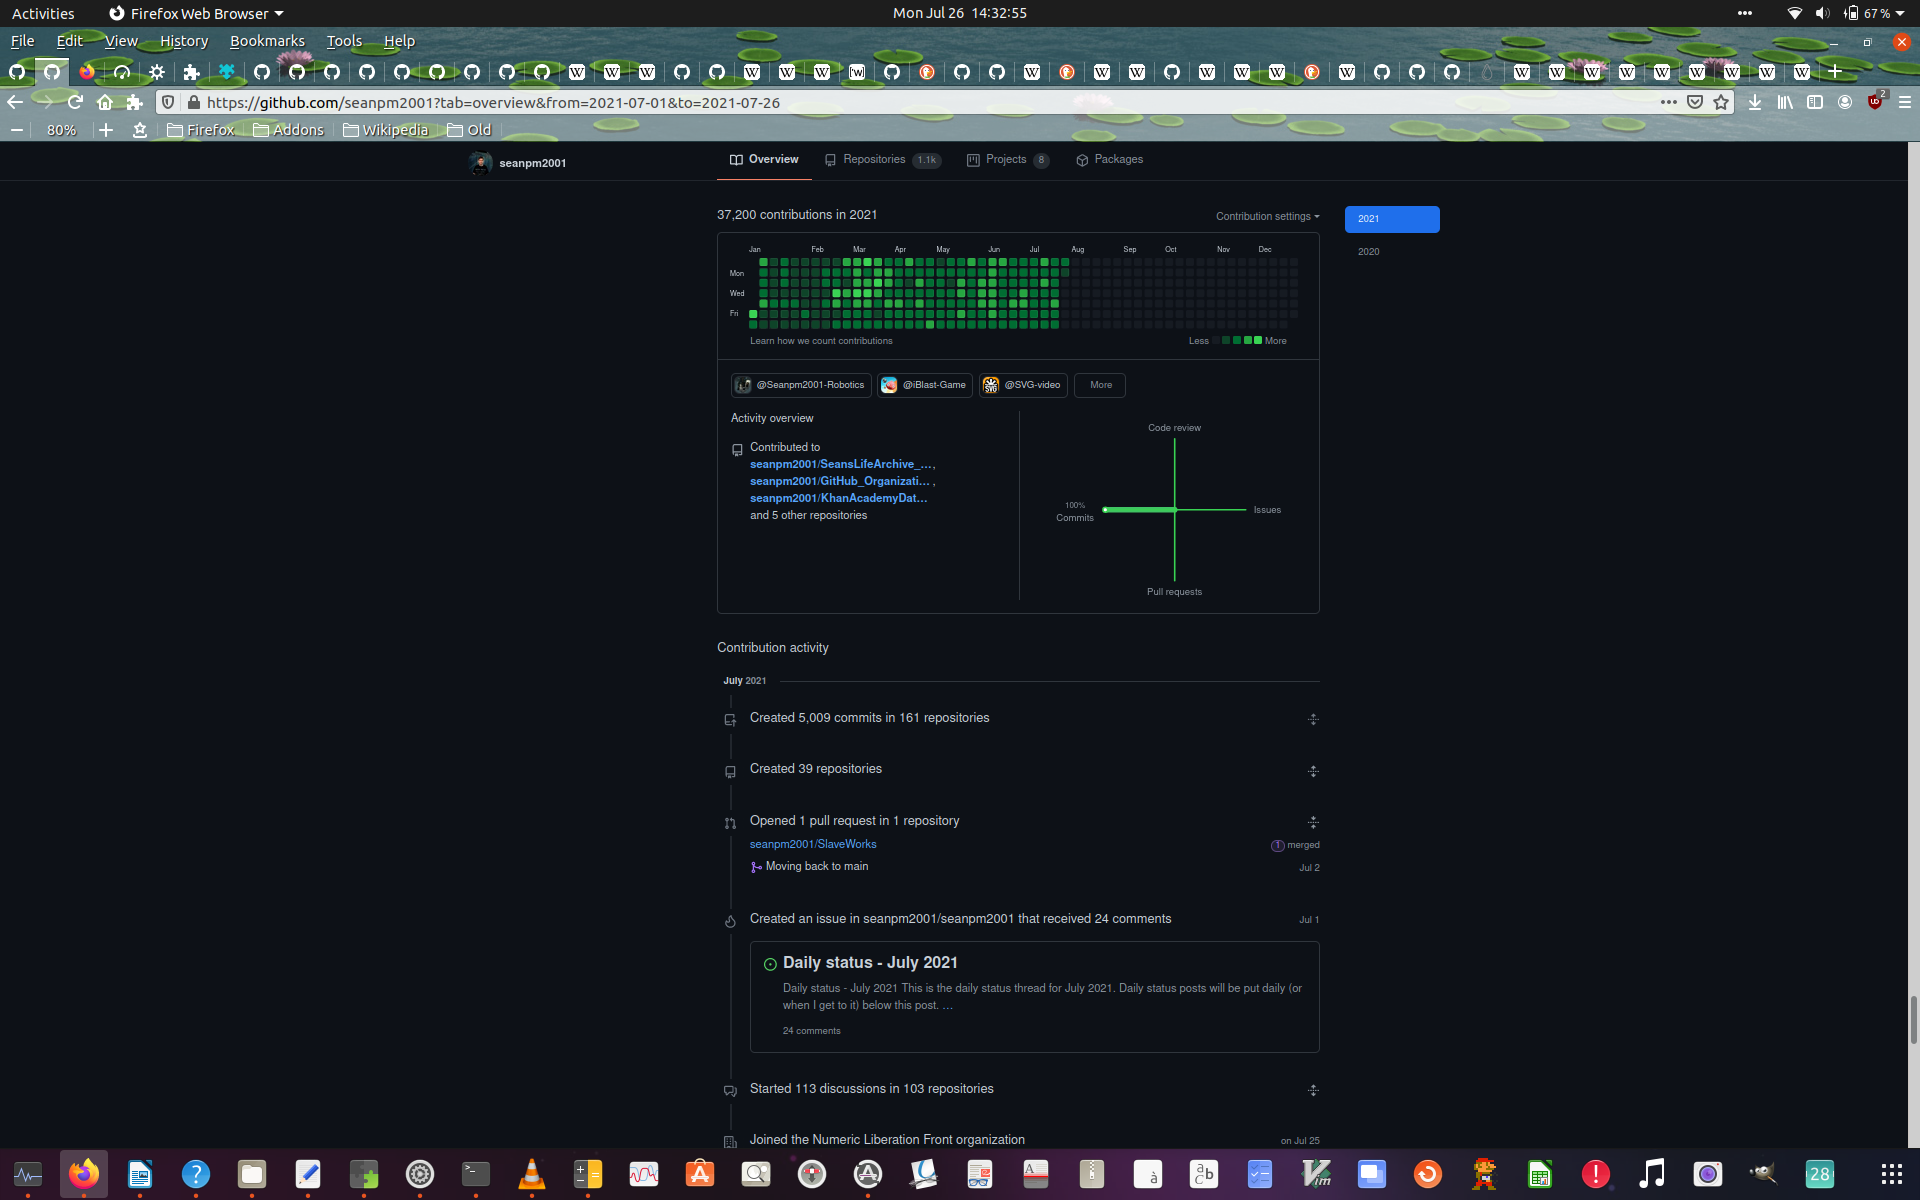 Activities
Firefox Web Browser
Mon Jul 26 14:32:55
67 %
File Edit View History Bookmarks Tools Help
https://github.com/seanpm2001?tab=overview&from=2021-07-01&to=2021-07-26
2
80%
Firefox
Addons
Wikipedia
Old
seanpm2001
Overview
Repositories 1.1k
Projects 8
Packages
37,200 contributions in 2021
Contribution settings
2021
2020
Jan Feb Mar Apr May Jun Jul Aug Sep Oct Nov Dec
Mon
Wed
Fri
Learn how we count contributions
Less
More
@Seanpm2001-Robotics
@iBlast-Game
@SVG-video
More
Activity overview
Contributed to
seanpm2001/SeansLifeArchive_…,
seanpm2001/GitHub_Organizati… ,
seanpm2001/KhanAcademyDat…
and 5 other repositories
Code review
100%
Commits
Issues
Pull requests
Contribution activity
July 2021
Created 5,009 commits in 161 repositories
Created 39 repositories
Opened 1 pull request in 1 repository
seanpm2001/SlaveWorks
1 merged
Moving back to main
Jul 2
Created an issue in seanpm2001/seanpm2001 that received 24 comments
Jul 1
Daily status - July 2021
Daily status - July 2021 This is the daily status thread for July 2021. Daily status posts will be put daily (or
when I get to it) below this post. …
24 comments
Started 113 discussions in 103 repositories
Joined the Numeric Liberation Front organization
on Jul 25
28